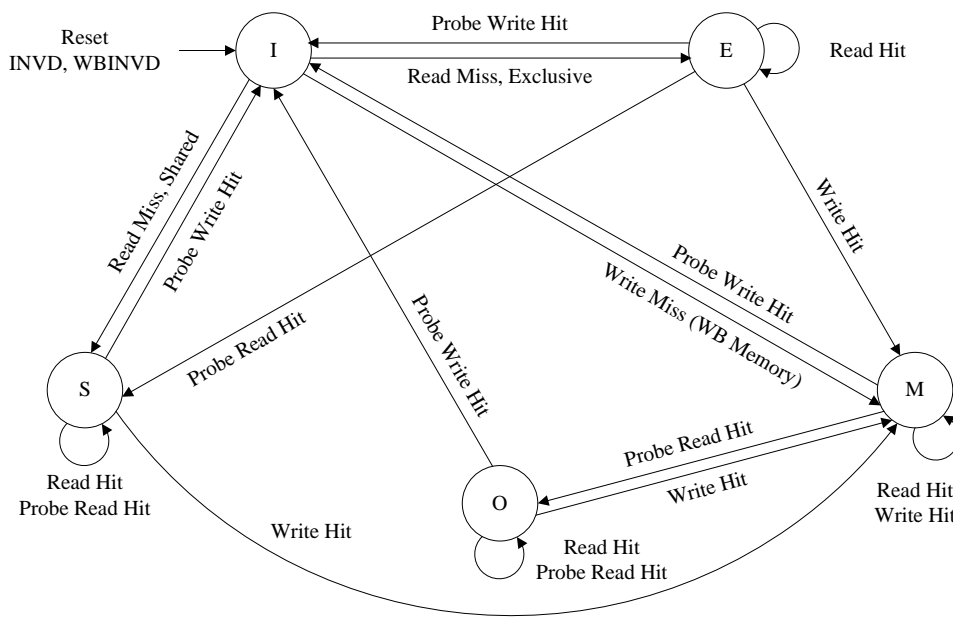 Probe Write Hit
Reset
INVD, WBINVD
I
E
Read Hit
Read Miss, Exclusive
Read Miss, Shared
Probe Write Hit
Write Hit
Probe Write Hit
Write Miss (WB Memory)
Probe Read Hit
Probe Write Hit
S
M
Probe Read Hit
Write Hit
Read Hit
Probe Read Hit
O
Read Hit
Write Hit
Write Hit
Read Hit
Probe Read Hit